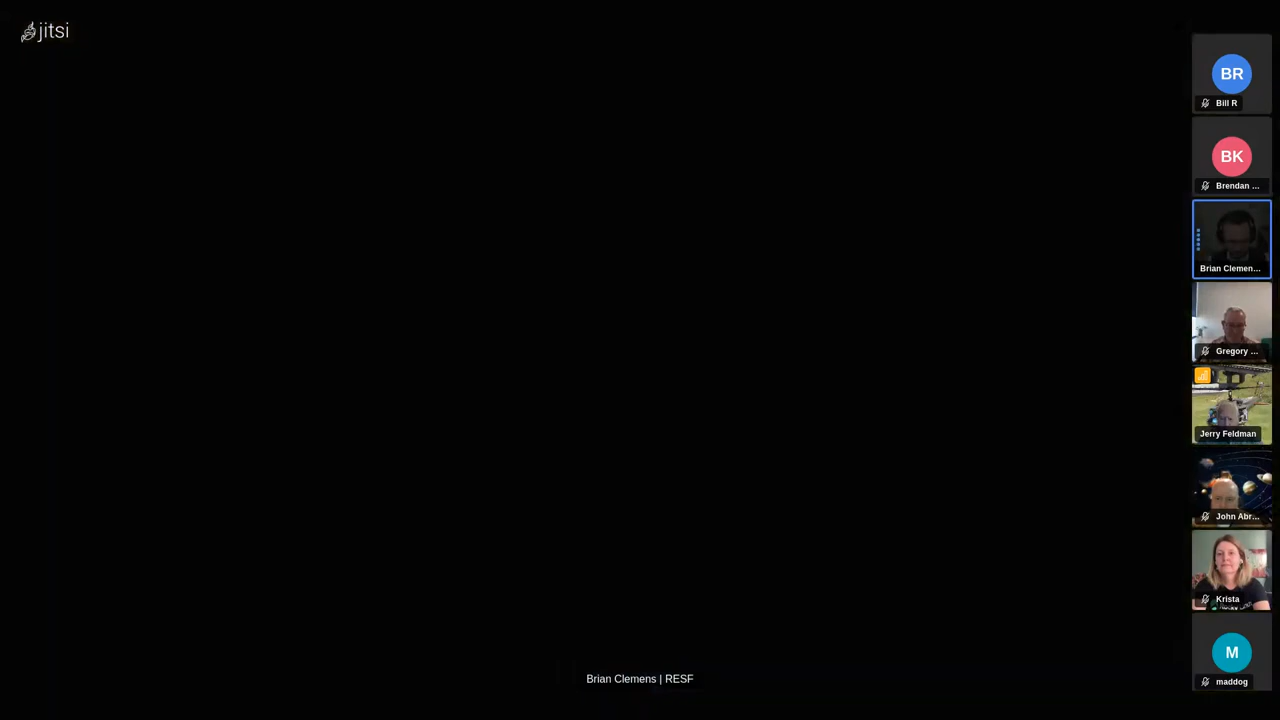 jitsi
BR
Bill R
BK
Brendan ...
Brian Clemen...
Gregory ...
Jerry Feldman
John Abr...
Krista
M
maddog
Brian Clemens | RESF